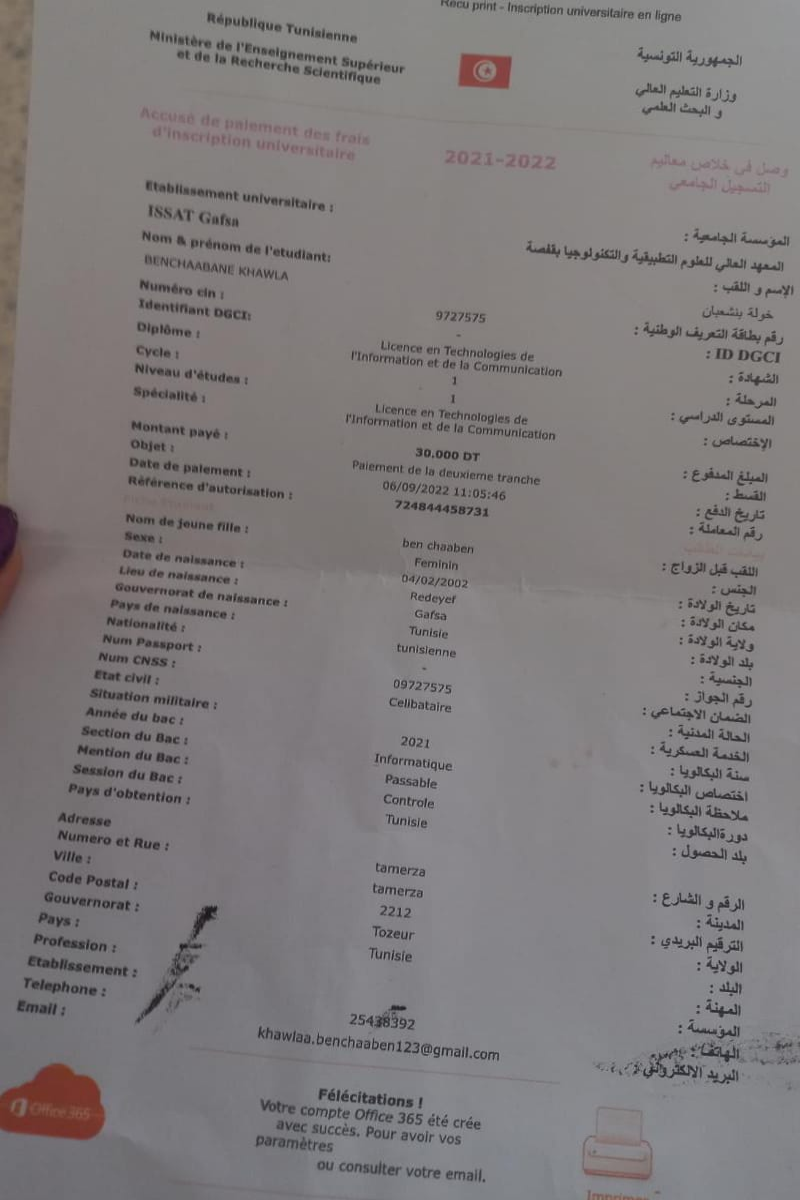 Recu print - Inscription universitaire en ligne
République Tunisienne
Ministère de l'Enseignement Supérieur
et de la Recherche Scientifique
الجمهورية التونسية
وزارة التعليم العالي
و البحث العلمي
Accusé de paiement des frais
d'inscription universitaire
2021-2022
وصل في خلاص معاليم
التسجيل الجامعي
Etablissement universitaire :
المؤسسة الجامعية :
ISSAT Gafsa
المعهد العالي للعلوم التطبيقية والتكنولوجيا بقفصة
Nom & prénom de l'etudiant:
الإسم و اللقب :
BENCHAABANE KHAWLA
خولة بنشعبان
Numéro cin : 9727575 رقم بطاقة التعريف الوطنية :
Identifiant DGCI: - ID DGCI :
Diplôme : Licence en Technologies de
l'Information et de la Communication الشهادة :
Cycle : 1 المرحلة :
Niveau d'études : 1 المستوى الدراسي :
Spécialité : Licence en Technologies de
l'Information et de la Communication الإختصاص :
Montant payé : 30.000 DT المبلغ المدفوع :
Objet : Paiement de la deuxieme tranche القسط :
Date de paiement : 06/09/2022 11:05:46 تاريخ الدفع :
Référence d'autorisation : 724844458731 رقم المعاملة :
Nom de jeune fille : ben chaaben اللقب قبل الزواج :
Sexe : Feminin الجنس :
Date de naissance : 04/02/2002 تاريخ الولادة :
Lieu de naissance : Redeyef مكان الولادة :
Gouvernorat de naissance : Gafsa ولاية الولادة :
Pays de naissance : Tunisie بلد الولادة :
Nationalité : tunisienne الجنسية :
Num Passport : - رقم الجواز :
Num CNSS : 09727575 الضمان الاجتماعي :
Etat civil : Celibataire الحالة المدنية :
Situation militaire : الخدمة العسكرية :
Année du bac : 2021 سنة البكالويا :
Section du Bac : Informatique اختصاص البكالويا :
Mention du Bac : Passable ملاحظة البكالويا :
Session du Bac : Controle دورة البكالويا :
Pays d'obtention : Tunisie بلد الحصول :
Adresse
Numero et Rue : tamerza الرقم و الشارع :
Ville : tamerza المدينة :
Code Postal : 2212 الترقيم البريدي :
Gouvernorat : Tozeur الولاية :
Pays : Tunisie البلد :
Profession : المهنة :
Etablissement : المؤسسة :
Telephone : 25438392 الهاتف :
Email : khawlaa.benchaaben123@gmail.com البريد الالكتروني :
Office 365
Félécitations !
Votre compte Office 365 été crée
avec succès. Pour avoir vos
paramètres
ou consulter votre email.